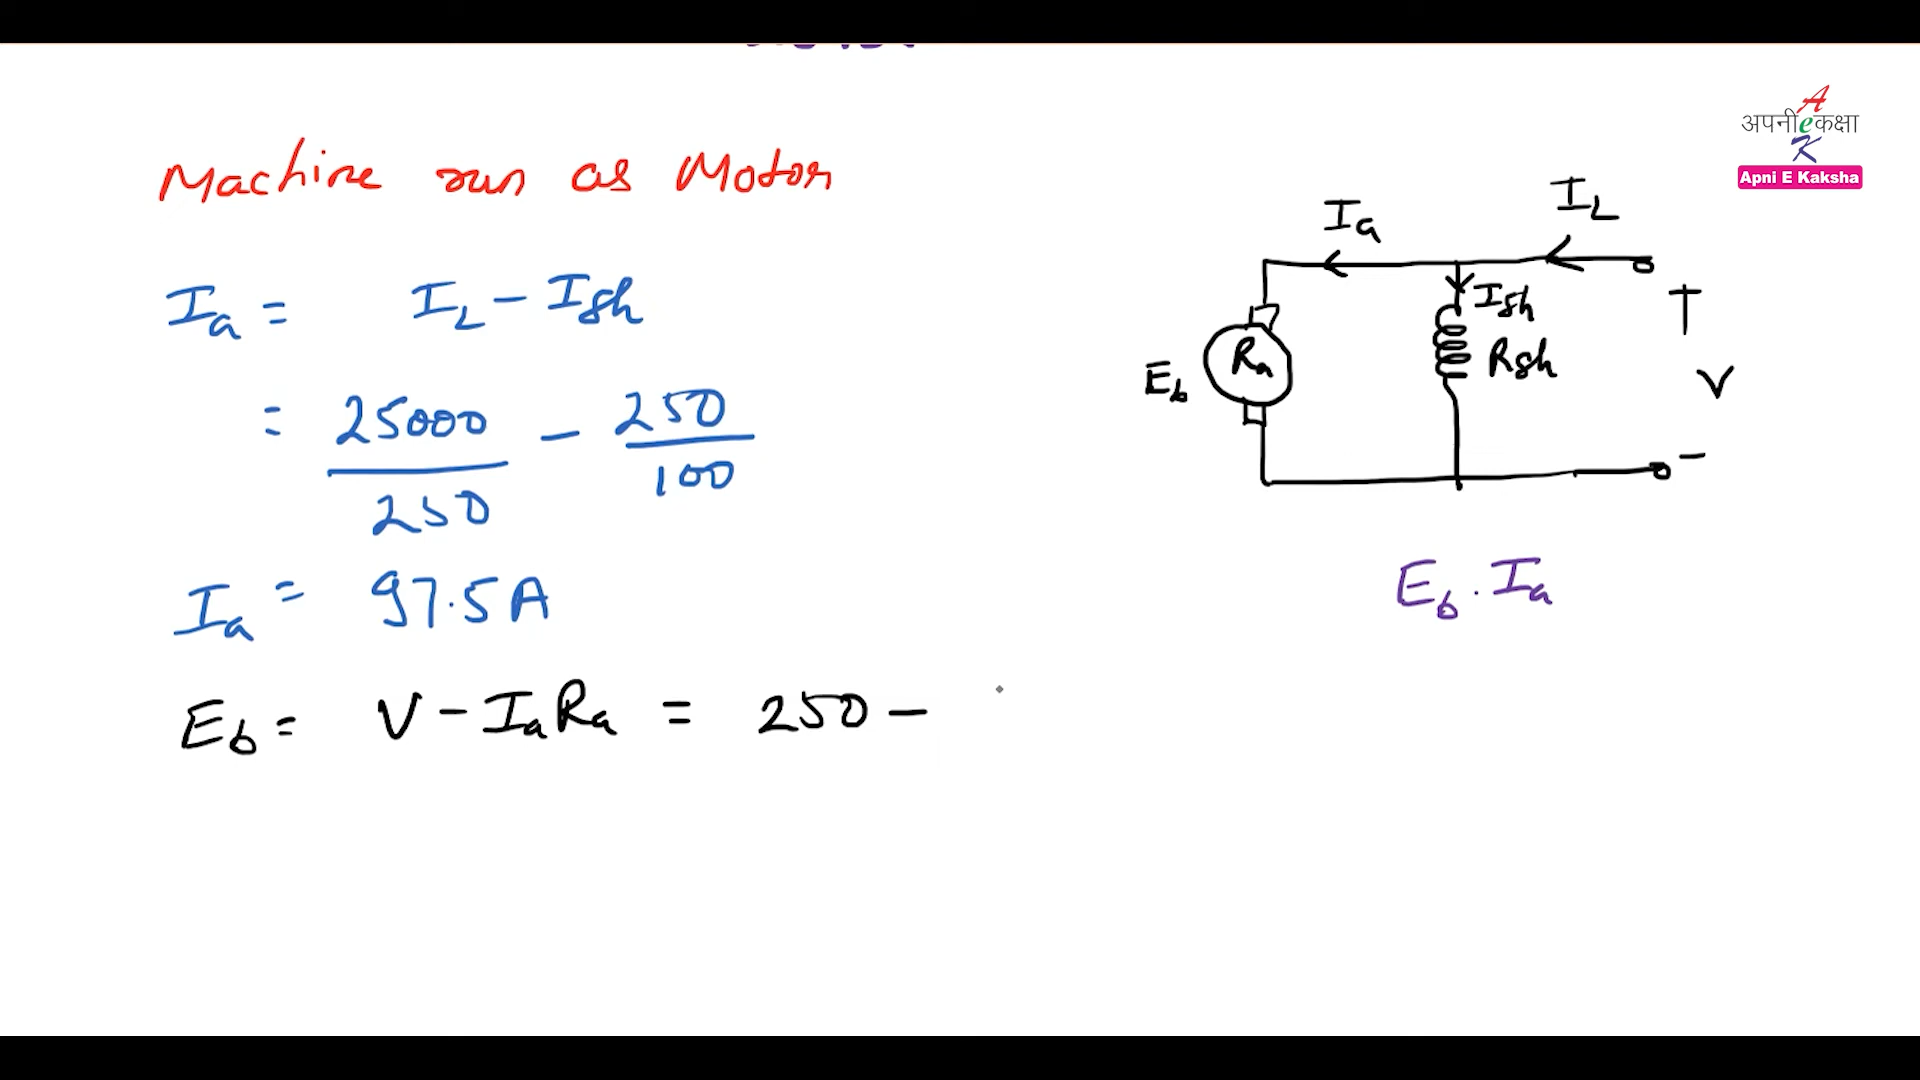 A
अपनी e कक्षा
K
Apni E Kaksha
Machine run as Motor
Ia = IL - Ish
= 25000/250 - 250/100
Ia = 97.5A
Eb = V - IaRa = 250 -
Ia
IL
Ish
Rsh
Ra
Eb
+
V
-
Eb . Ia